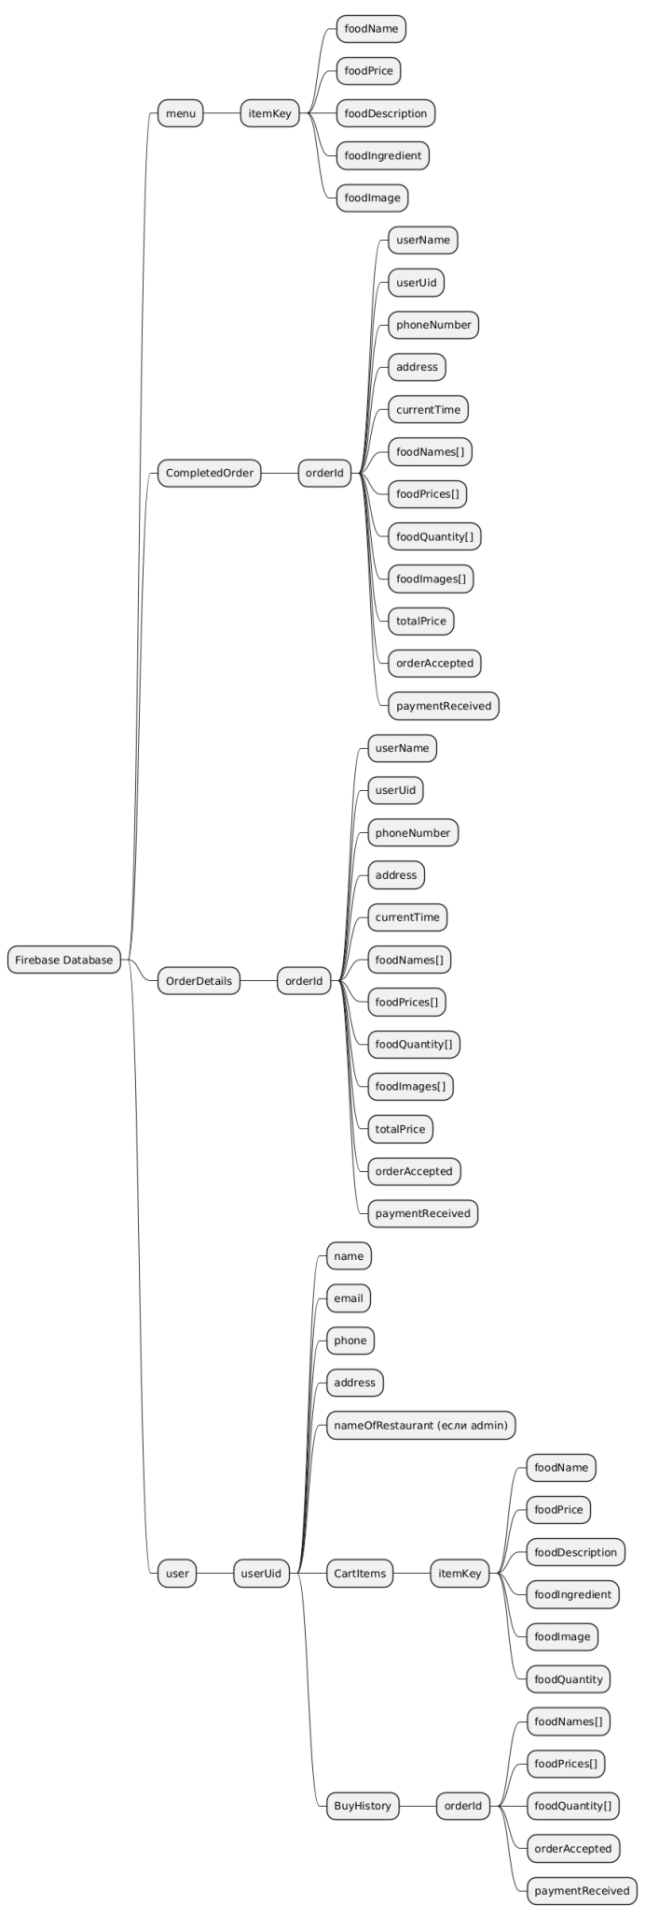 Firebase Database
menu
itemKey
foodName
foodPrice
foodDescription
foodIngredient
foodImage
CompletedOrder
orderId
userName
userUid
phoneNumber
address
currentTime
foodNames[]
foodPrices[]
foodQuantity[]
foodImages[]
totalPrice
orderAccepted
paymentReceived
OrderDetails
orderId
userName
userUid
phoneNumber
address
currentTime
foodNames[]
foodPrices[]
foodQuantity[]
foodImages[]
totalPrice
orderAccepted
paymentReceived
user
userUid
name
email
phone
address
nameOfRestaurant (если admin)
CartItems
itemKey
foodName
foodPrice
foodDescription
foodIngredient
foodImage
foodQuantity
BuyHistory
orderId
foodNames[]
foodPrices[]
foodQuantity[]
orderAccepted
paymentReceived